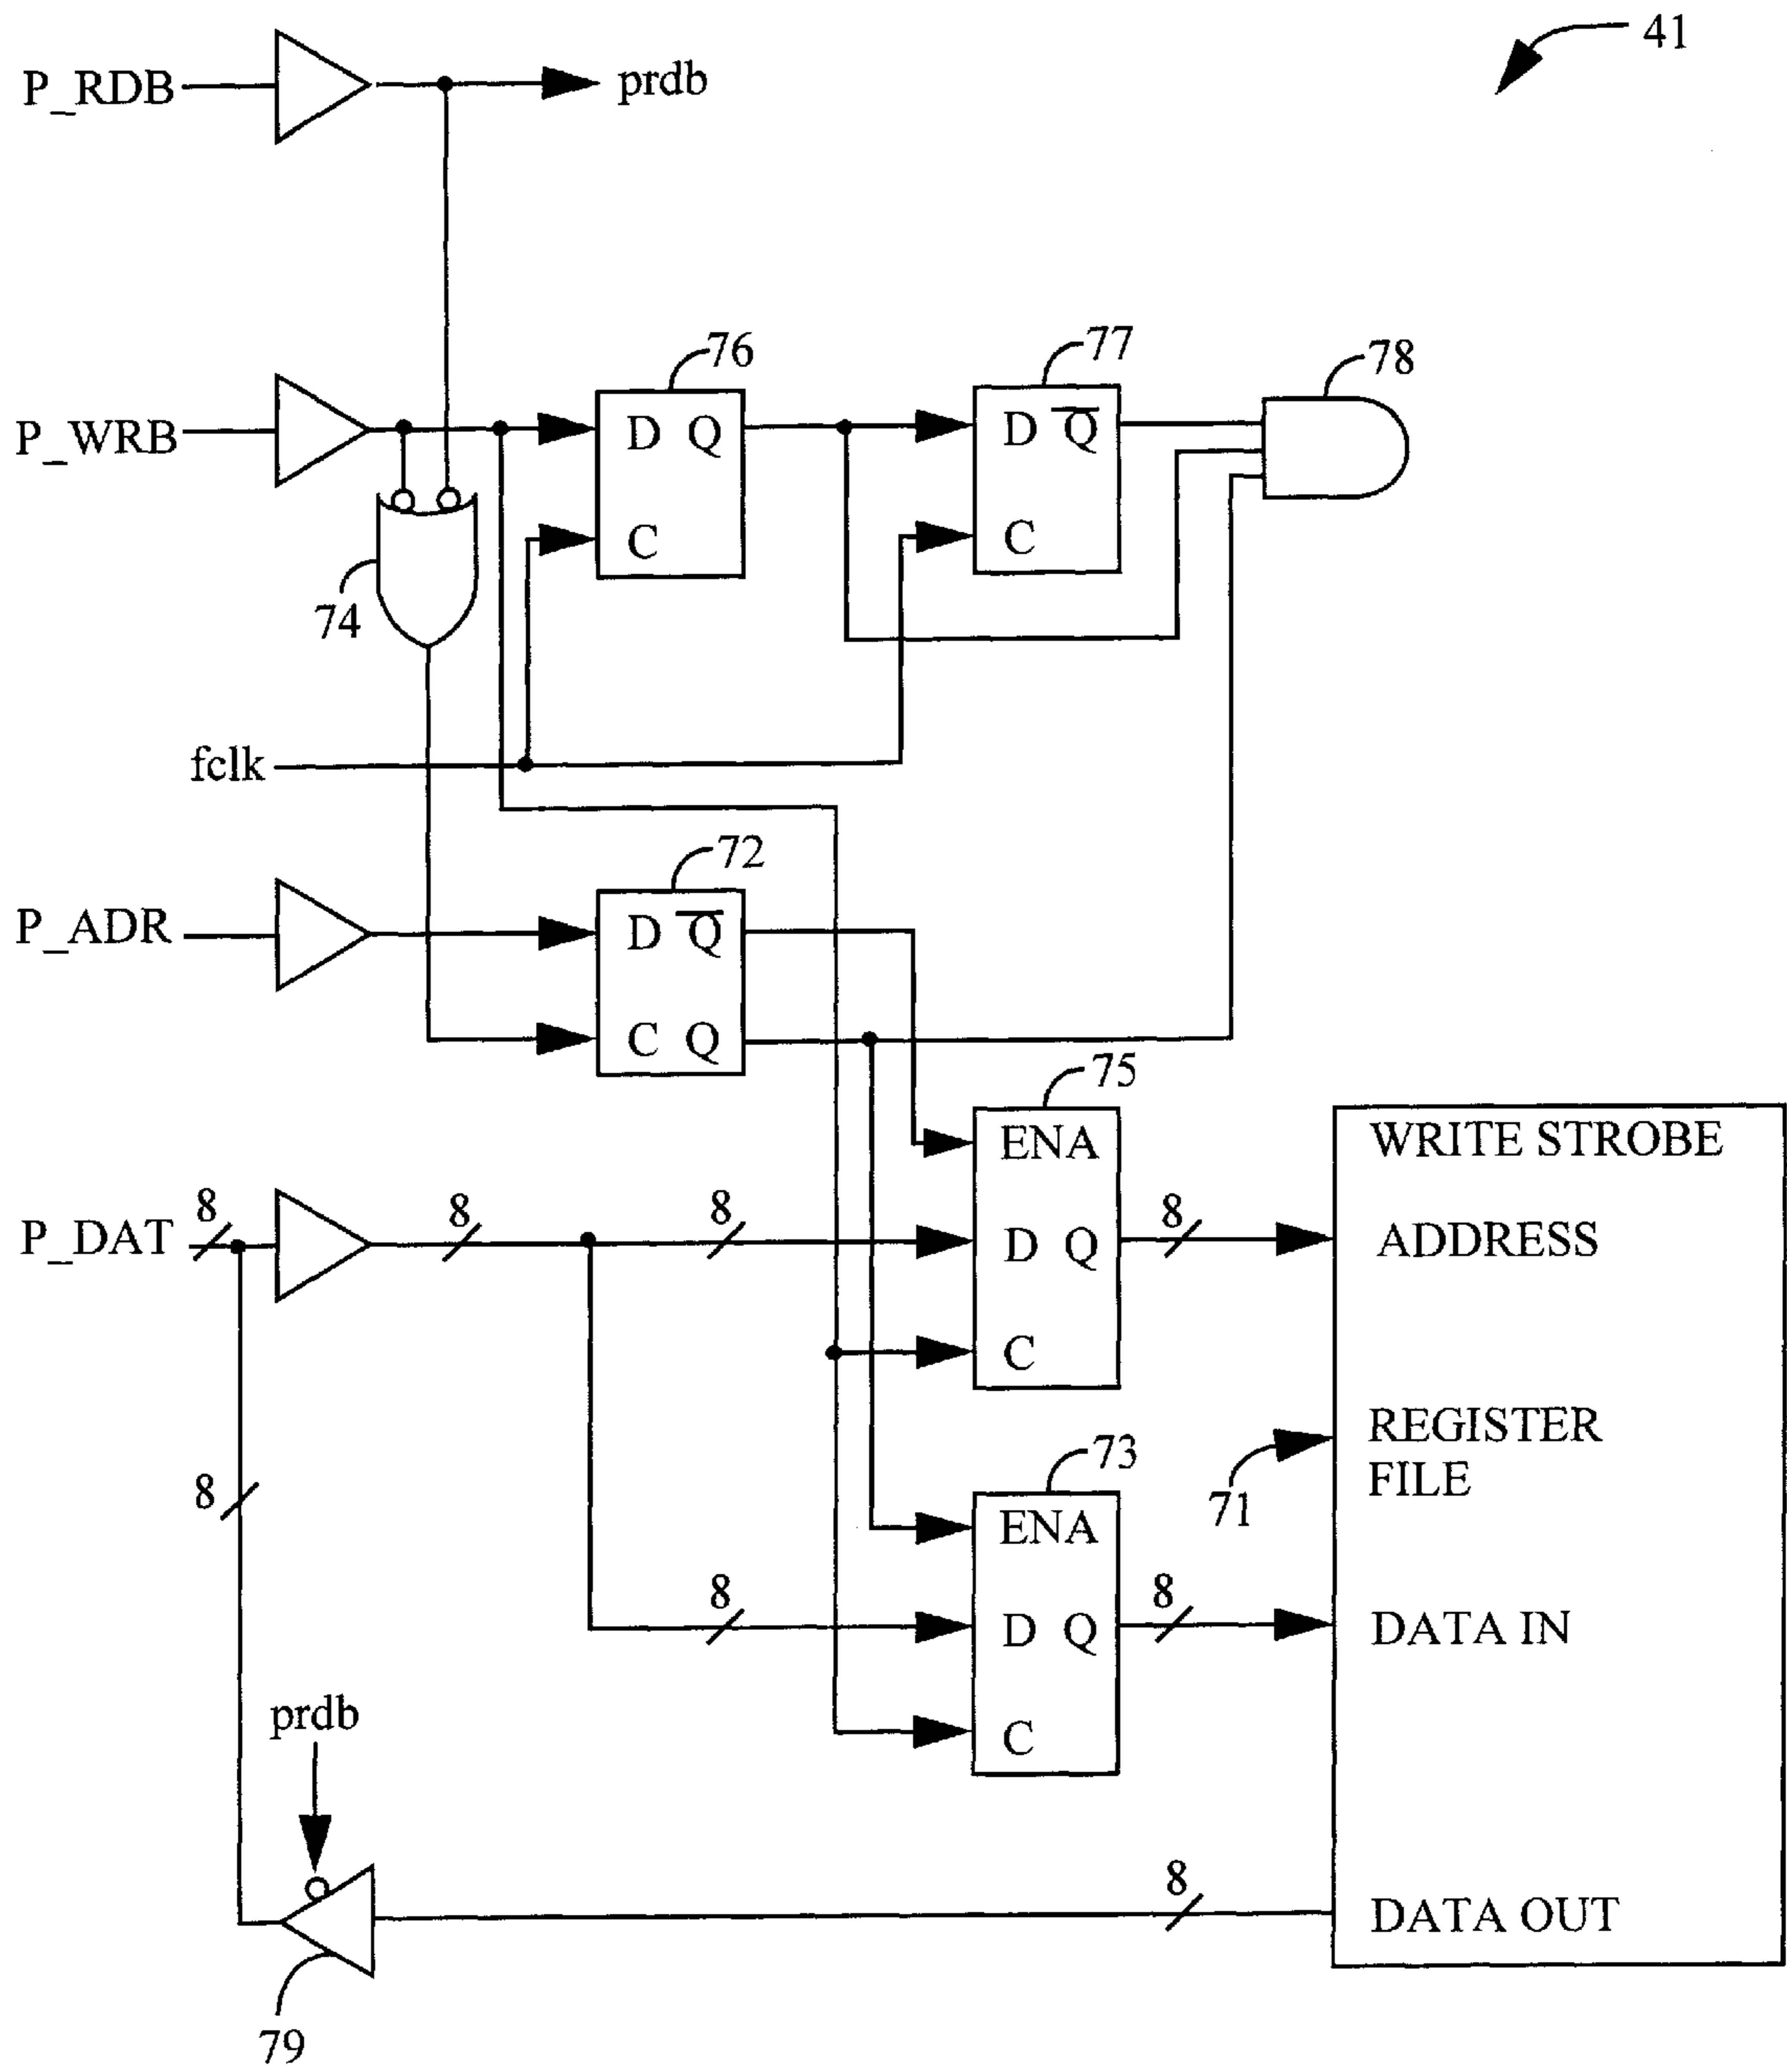 41
P_RDB
prdb
76
77
78
P_WRB
D Q
D Q
C
C
74
fclk
72
P_ADR
D Q
C Q
75
ENA
WRITE STROBE
P_DAT
8
8
8
8
D Q
ADDRESS
C
73
REGISTER
FILE
71
8
ENA
8
8
D Q
DATA IN
prdb
C
8
DATA OUT
79